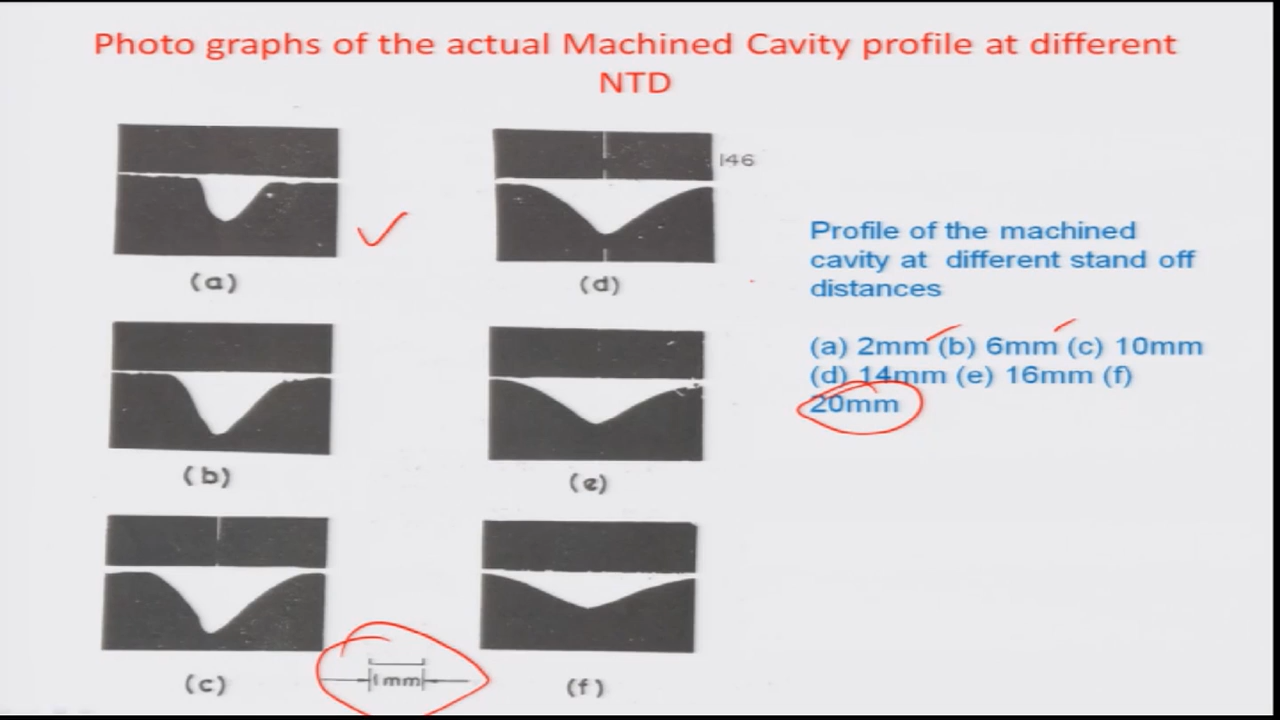 Photo graphs of the actual Machined Cavity profile at different
NTD
(a)
(d)
146
(b)
(e)
(c)
1mm
(f)
Profile of the machined
cavity at different stand off
distances
(a) 2mm (b) 6mm (c) 10mm
(d) 14mm (e) 16mm (f)
20mm